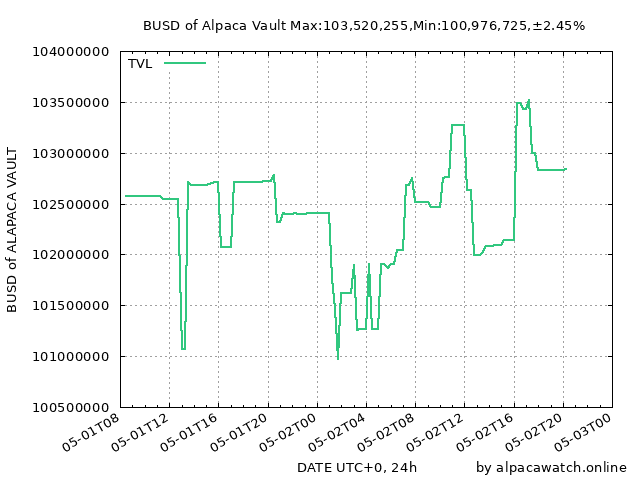 BUSD of Alpaca Vault Max:103,520,255,Min:100,976,725,±2.45%
104000000
TVL
103500000
103000000
102500000
102000000
101500000
101000000
100500000
BUSD of ALAPACA VAULT
05-01T08
05-01T12
05-01T16
05-01T20
05-02T00
05-02T04
05-02T08
05-02T12
05-02T16
05-02T20
05-03T00
DATE UTC+0, 24h
by alpacawatch.online